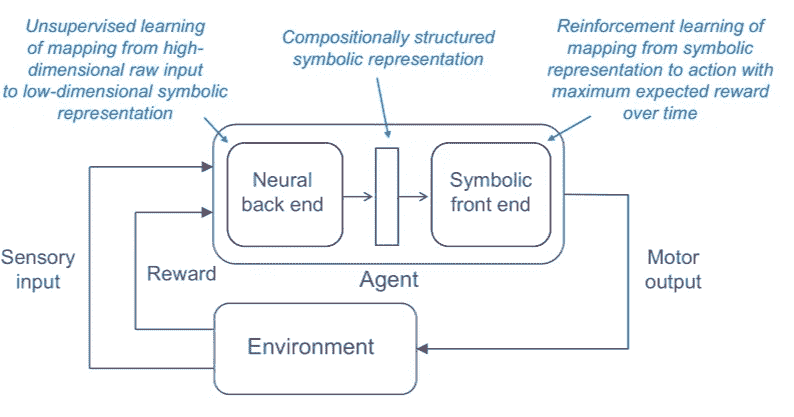 Unsupervised learning
of mapping from high-
dimensional raw input
to low-dimensional symbolic
representation
Compositionally structured
symbolic representation
Reinforcement learning of
mapping from symbolic
representation to action with
maximum expected reward
over time
Neural
back end
Symbolic
front end
Sensory
input
Reward
Agent
Motor
output
Environment